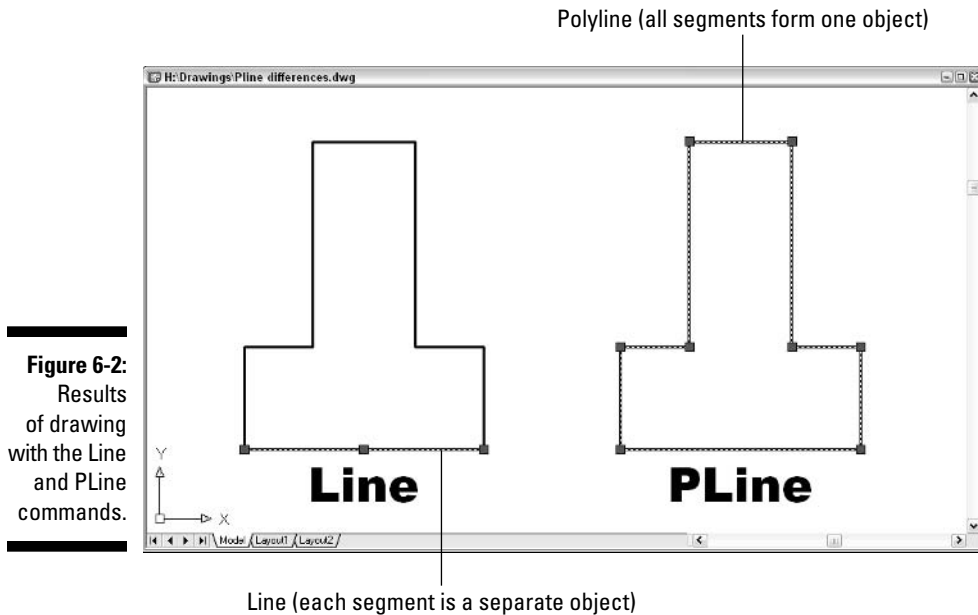 Polyline (all segments form one object)
H:\Drawings\Pline differences.dwg
Figure 6-2:
Results
of drawing
with the Line
and PLine
commands.
Y
X
Line
PLine
Model
Layout1
Layout2
Line (each segment is a separate object)